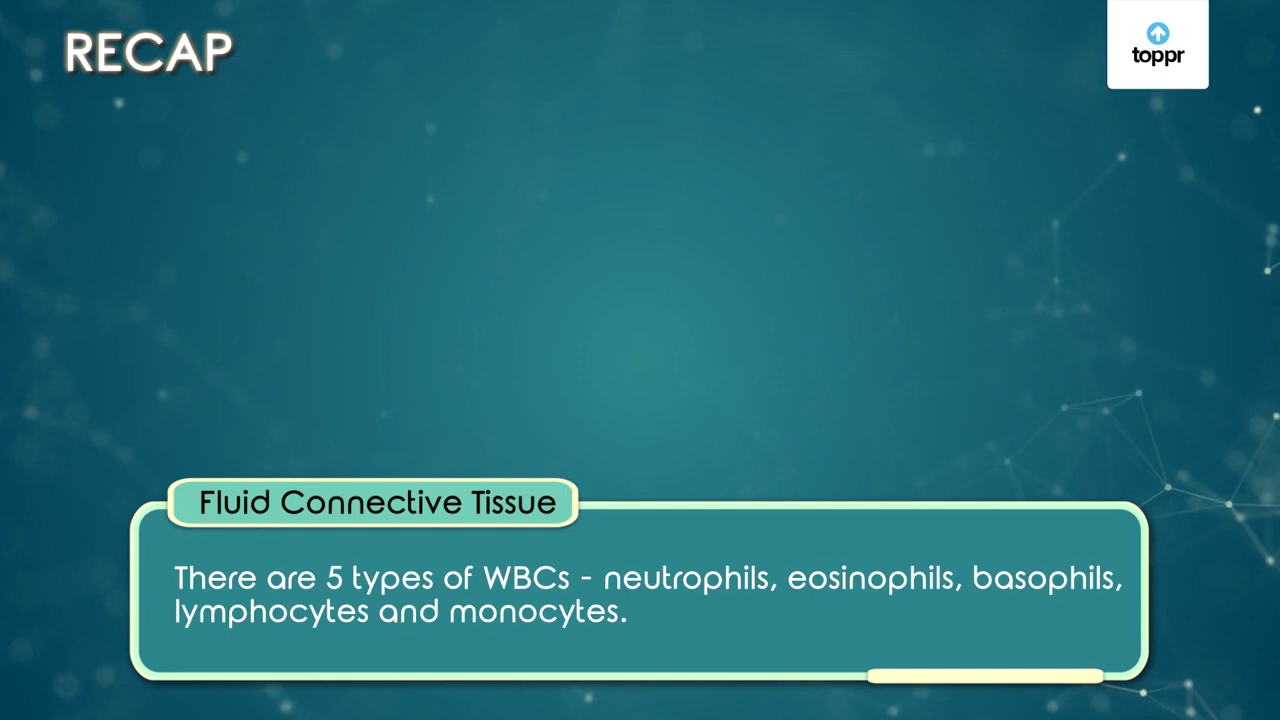 RECAP
toppr
Fluid Connective Tissue
There are 5 types of WBCs - neutrophils, eosinophils, basophils,
lymphocytes and monocytes.